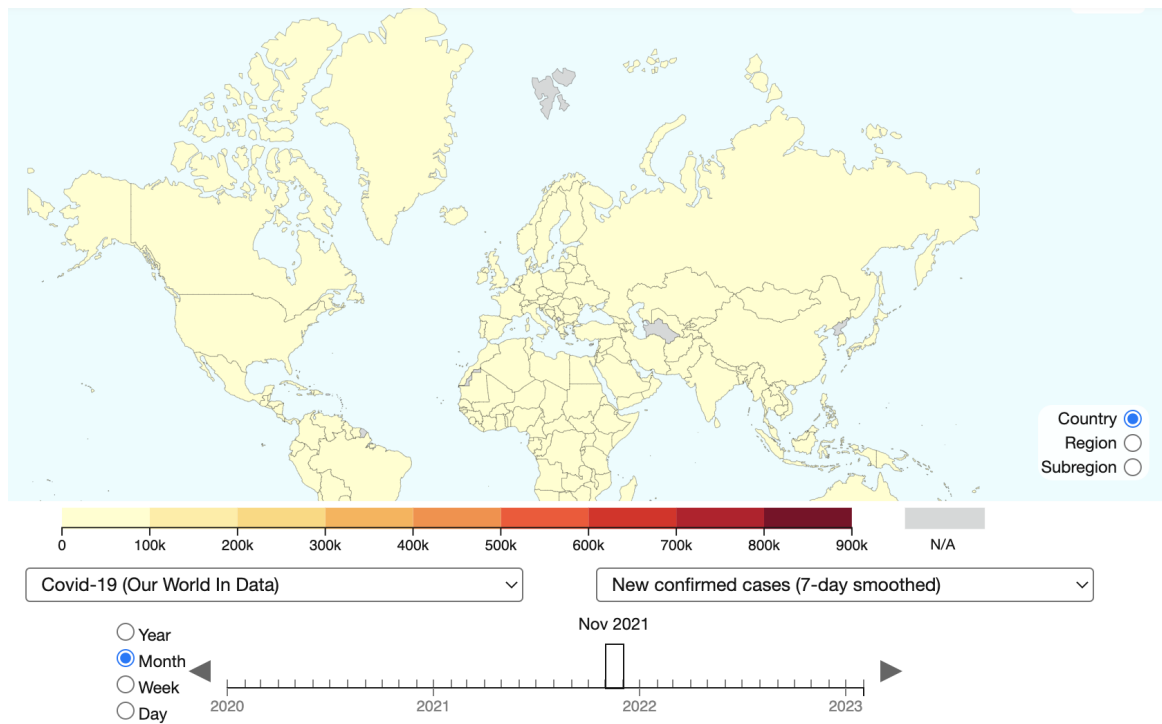 Country
Region
Subregion
0 100k 200k 300k 400k 500k 600k 700k 800k 900k N/A
Covid-19 (Our World In Data) New confirmed cases (7-day smoothed)
Nov 2021
Year
Month
Week
Day
2020 2021 2022 2023